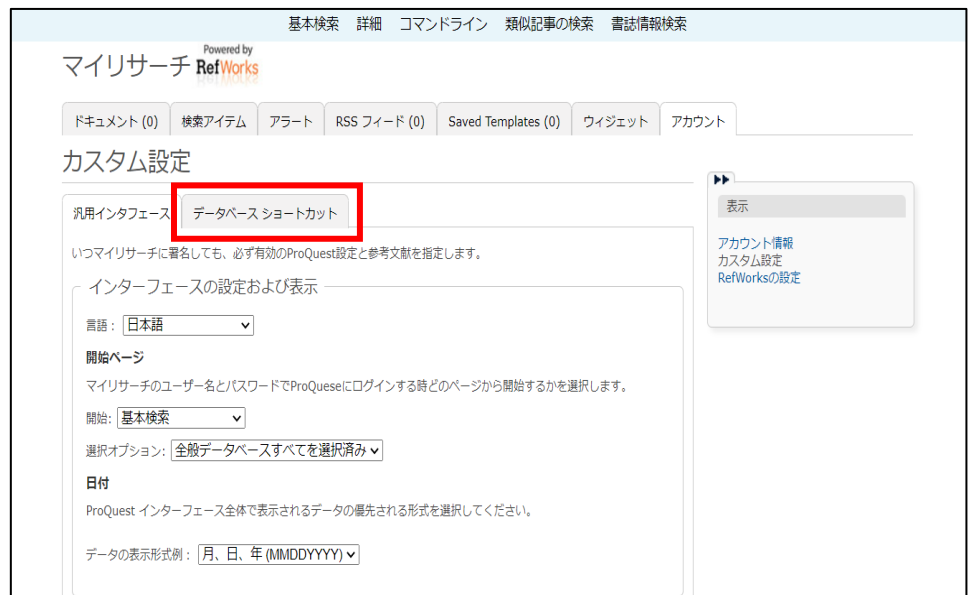 基本検索 詳細 コマンドライン 類似記事の検索 書誌情報検索
マイリサーチ Powered by RefWorks
ドキュメント (0) 検索アイテム アラート RSS フィード (0) Saved Templates (0) ウィジェット アカウント
カスタム設定
汎用インタフェース データベース ショートカット
いつマイリサーチに署名しても、必ず有効のProQuest設定と参考文献を指定します。
インターフェースの設定および表示
言語： 日本語
開始ページ
マイリサーチのユーザー名とパスワードでProQueseにログインする時どのページから開始するかを選択します。
開始: 基本検索
選択オプション: 全般データベースすべてを選択済み
日付
ProQuest インターフェース全体で表示されるデータの優先される形式を選択してください。
データの表示形式例： 月、日、年 (MMDDYYYY)
表示
アカウント情報
カスタム設定
RefWorksの設定